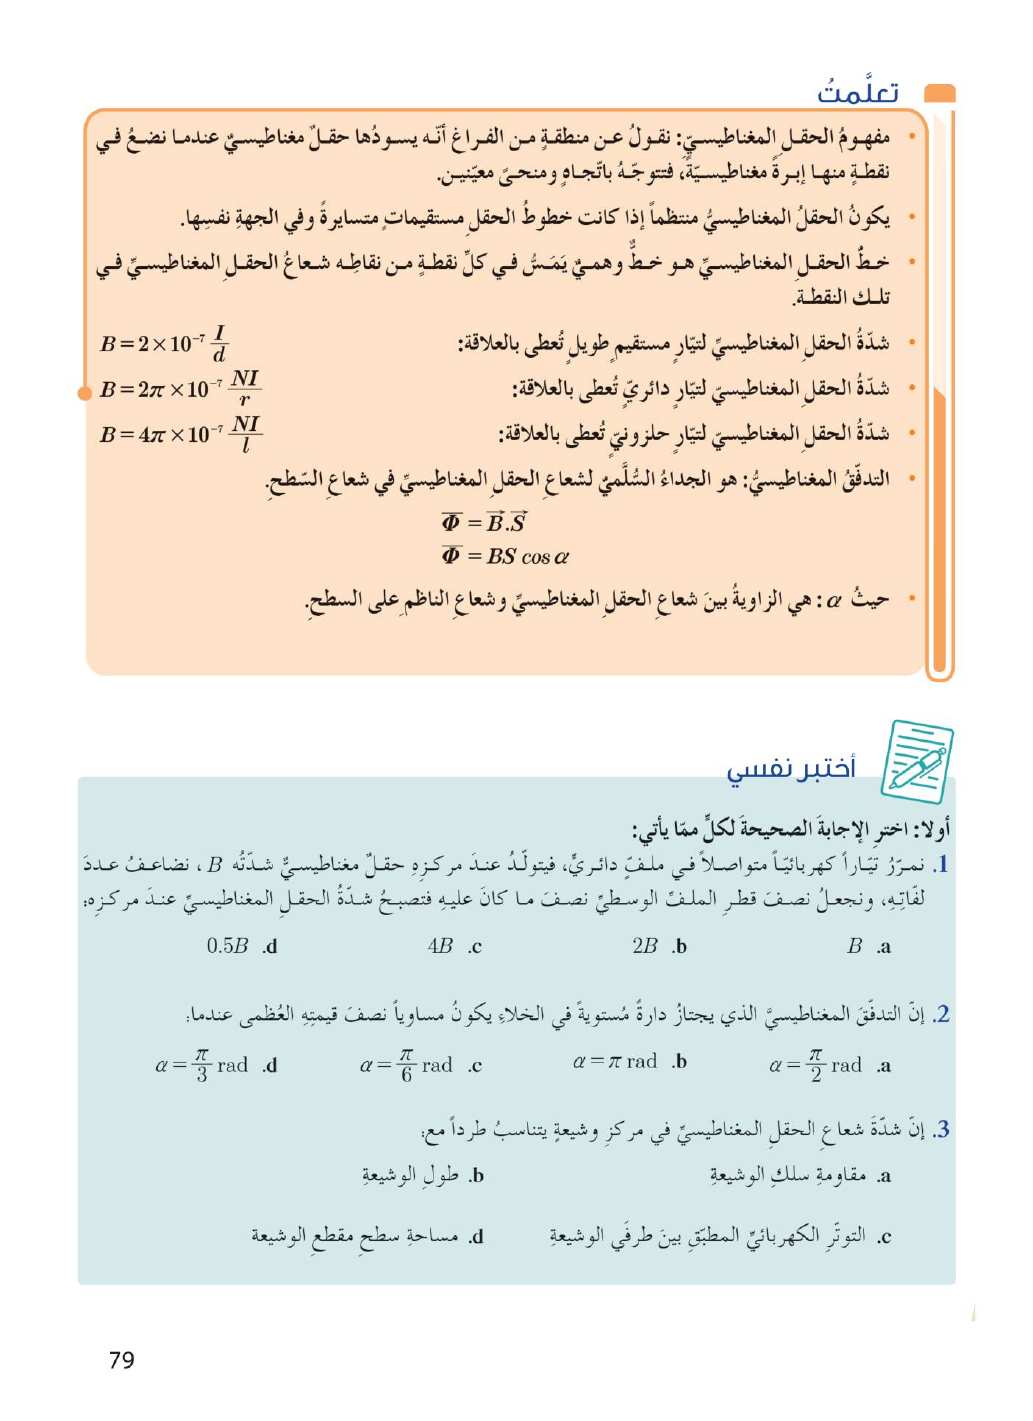 تعلَّمتُ
• مفهومُ الحقلِ المغناطيسيِّ: نقولُ عن منطقةٍ من الفراغ أنّه يسودُها حقلٌ مغناطيسيٌّ عندما نضعُ في
نقطةٍ منها إبرةً مغناطيسيّةً، فتتوجّهُ باتّجاهٍ ومنحىً معيّنين.
• يكونُ الحقلُ المغناطيسيُّ منتظماً إذا كانت خطوطُ الحقلِ مستقيماتٍ متسايرةً وفي الجهةِ نفسِها.
• خطُّ الحقلِ المغناطيسيِّ هو خطٌّ وهميٌّ يَمَسُّ في كلِّ نقطةٍ من نقاطِه شعاعُ الحقلِ المغناطيسيِّ في
تلك النقطة.
• شدّةُ الحقلِ المغناطيسيِّ لتيّارٍ مستقيمٍ طويلٍ تُعطى بالعلاقة: B = 2 × 10⁻⁷ I/d
• شدّةُ الحقلِ المغناطيسيّ لتيّارٍ دائريّ تُعطى بالعلاقة: B = 2π × 10⁻⁷ NI/r
• شدّةُ الحقلِ المغناطيسيّ لتيّارٍ حلزونيّ تُعطى بالعلاقة: B = 4π × 10⁻⁷ NI/l
• التدفّقُ المغناطيسيُّ: هو الجداءُ السُّلَّميُّ لشعاعِ الحقلِ المغناطيسيِّ في شعاعِ السّطحِ.
Φ̅ = B⃗.S⃗
Φ̅ = BS cos α
• حيثُ α: هي الزاويةُ بينَ شعاعِ الحقلِ المغناطيسيِّ وشعاعِ الناظمِ على السطحِ.
أختبر نفسي
أولا: اخترِ الإجابةَ الصحيحةَ لكلٍّ ممّا يأتي:
1. نمرّرُ تيّاراً كهربائيّاً متواصلاً في ملفٍّ دائريٍّ، فيتولّدُ عندَ مركزِهِ حقلٌ مغناطيسيٌّ شدّتُه B، نضاعفُ عددَ
لفّاتِهِ، ونجعلُ نصفَ قطرِ الملفِّ الوسطيِّ نصفَ ما كانَ عليهِ فتصبحُ شدّةُ الحقلِ المغناطيسيِّ عندَ مركزِه:
a. B b. 2B c. 4B d. 0.5B
2. إنّ التدفّقَ المغناطيسيَّ الذي يجتازُ دارةً مُستويةً في الخلاءِ يكونُ مساوياً نصفَ قيمتِهِ العُظمى عندما:
a. α = π/2 rad b. α = π rad c. α = π/6 rad d. α = π/3 rad
3. إنّ شدّةَ شعاعِ الحقلِ المغناطيسيِّ في مركزِ وشيعةٍ يتناسبُ طرداً مع:
a. مقاومةِ سلكِ الوشيعةِ b. طولِ الوشيعةِ
c. التوتّرِ الكهربائيِّ المطبّقِ بينَ طرفَي الوشيعةِ d. مساحةِ سطحِ مقطعِ الوشيعة
79